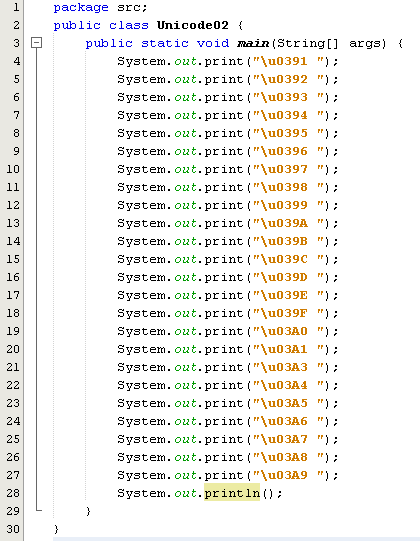 1 package src;
2 public class Unicode02 {
3 public static void main(String[] args) {
4 System.out.print("\u0391 ");
5 System.out.print("\u0392 ");
6 System.out.print("\u0393 ");
7 System.out.print("\u0394 ");
8 System.out.print("\u0395 ");
9 System.out.print("\u0396 ");
10 System.out.print("\u0397 ");
11 System.out.print("\u0398 ");
12 System.out.print("\u0399 ");
13 System.out.print("\u039A ");
14 System.out.print("\u039B ");
15 System.out.print("\u039C ");
16 System.out.print("\u039D ");
17 System.out.print("\u039E ");
18 System.out.print("\u039F ");
19 System.out.print("\u03A0 ");
20 System.out.print("\u03A1 ");
21 System.out.print("\u03A3 ");
22 System.out.print("\u03A4 ");
23 System.out.print("\u03A5 ");
24 System.out.print("\u03A6 ");
25 System.out.print("\u03A7 ");
26 System.out.print("\u03A8 ");
27 System.out.print("\u03A9 ");
28 System.out.println();
29 }
30 }